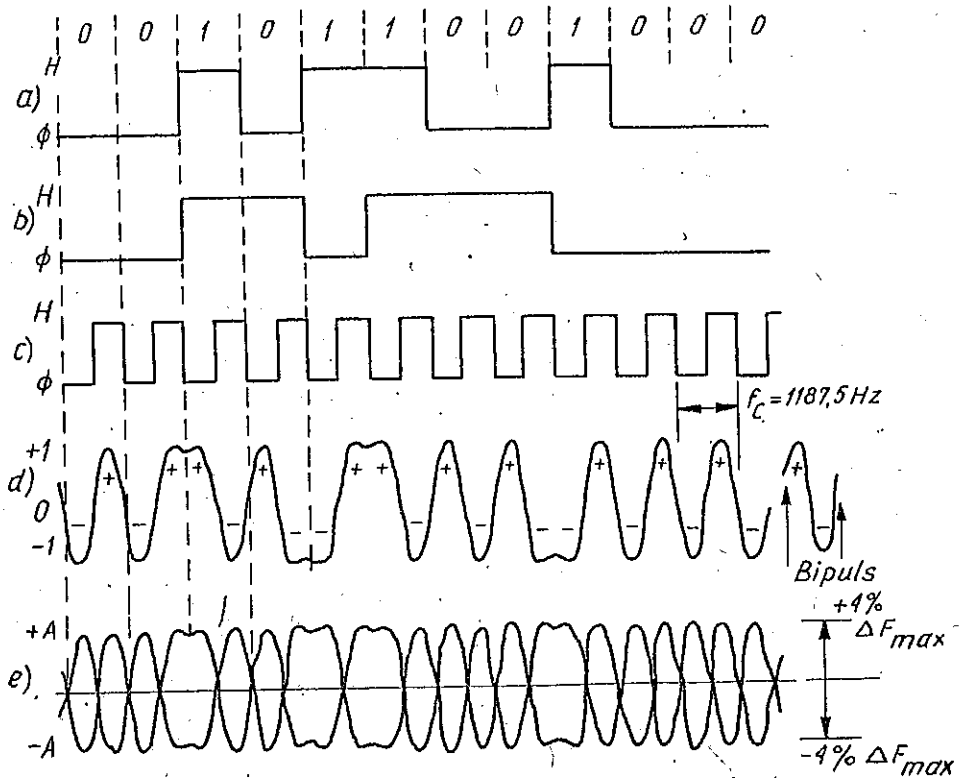 0 0 1 0 1 1 0 0 1 0 0 0
H
a)
ϕ
H
b)
ϕ
H
c)
ϕ
f_C = 1187,5 Hz
+1
d)
0
-1
+ + + + + + + + + + + +
- - - - - - - - - - - - -
Bipuls
+A
+4%
ΔF_max
e)
-A
-4% ΔF_max